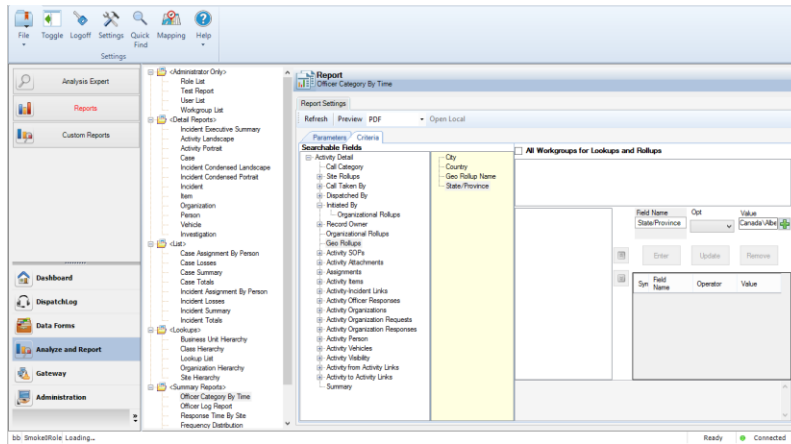 File Toggle Logoff Settings Quick Find Mapping Help
Settings
Analysis Expert
Reports
Custom Reports
Dashboard
DispatchLog
Data Forms
Analyze and Report
Gateway
Administration
<Administrator Only>
Role List
Test Report
User List
Workgroup List
<Detail Reports>
Incident Executive Summary
Activity Landscape
Activity Portrait
Case
Incident Condensed Landscape
Incident Condensed Portrait
Incident
Item
Organization
Person
Vehicle
Investigation
<List>
Case Assignment By Person
Case Losses
Case Summary
Case Totals
Incident Assignment By Person
Incident Losses
Incident Summary
Incident Totals
<Lookups>
Business Unit Hierarchy
Class Hierarchy
Lookup List
Organization Hierarchy
Site Hierarchy
<Summary Reports>
Officer Category By Time
Officer Log Report
Response Time By Site
Frequency Distribution
Report
Officer Category By Time
Report Settings
Refresh Preview PDF Open Local
Parameters Criteria
Searchable Fields
Activity Detail
Call Category
Site Rollups
Call Taken By
Dispatched By
Initiated By
Organizational Rollups
Record Owner
Organizational Rollups
Geo Rollups
Activity SOPs
Activity Attachments
Assignments
Activity Items
Activity-Incident Links
Activity Officer Responses
Activity Organizations
Activity Organization Requests
Activity Organization Responses
Activity Person
Activity Vehicles
Activity Visibility
Activity from Activity Links
Activity to Activity Links
Summary
City
Country
Geo Rollup Name
State/Province
All Workgroups for Lookups and Rollups
Field Name Opt Value
State/Province Canada\Albe
Enter Update Remove
Syn Field Name Operator Value
bb SmokeIRole Loading...
Ready Connected